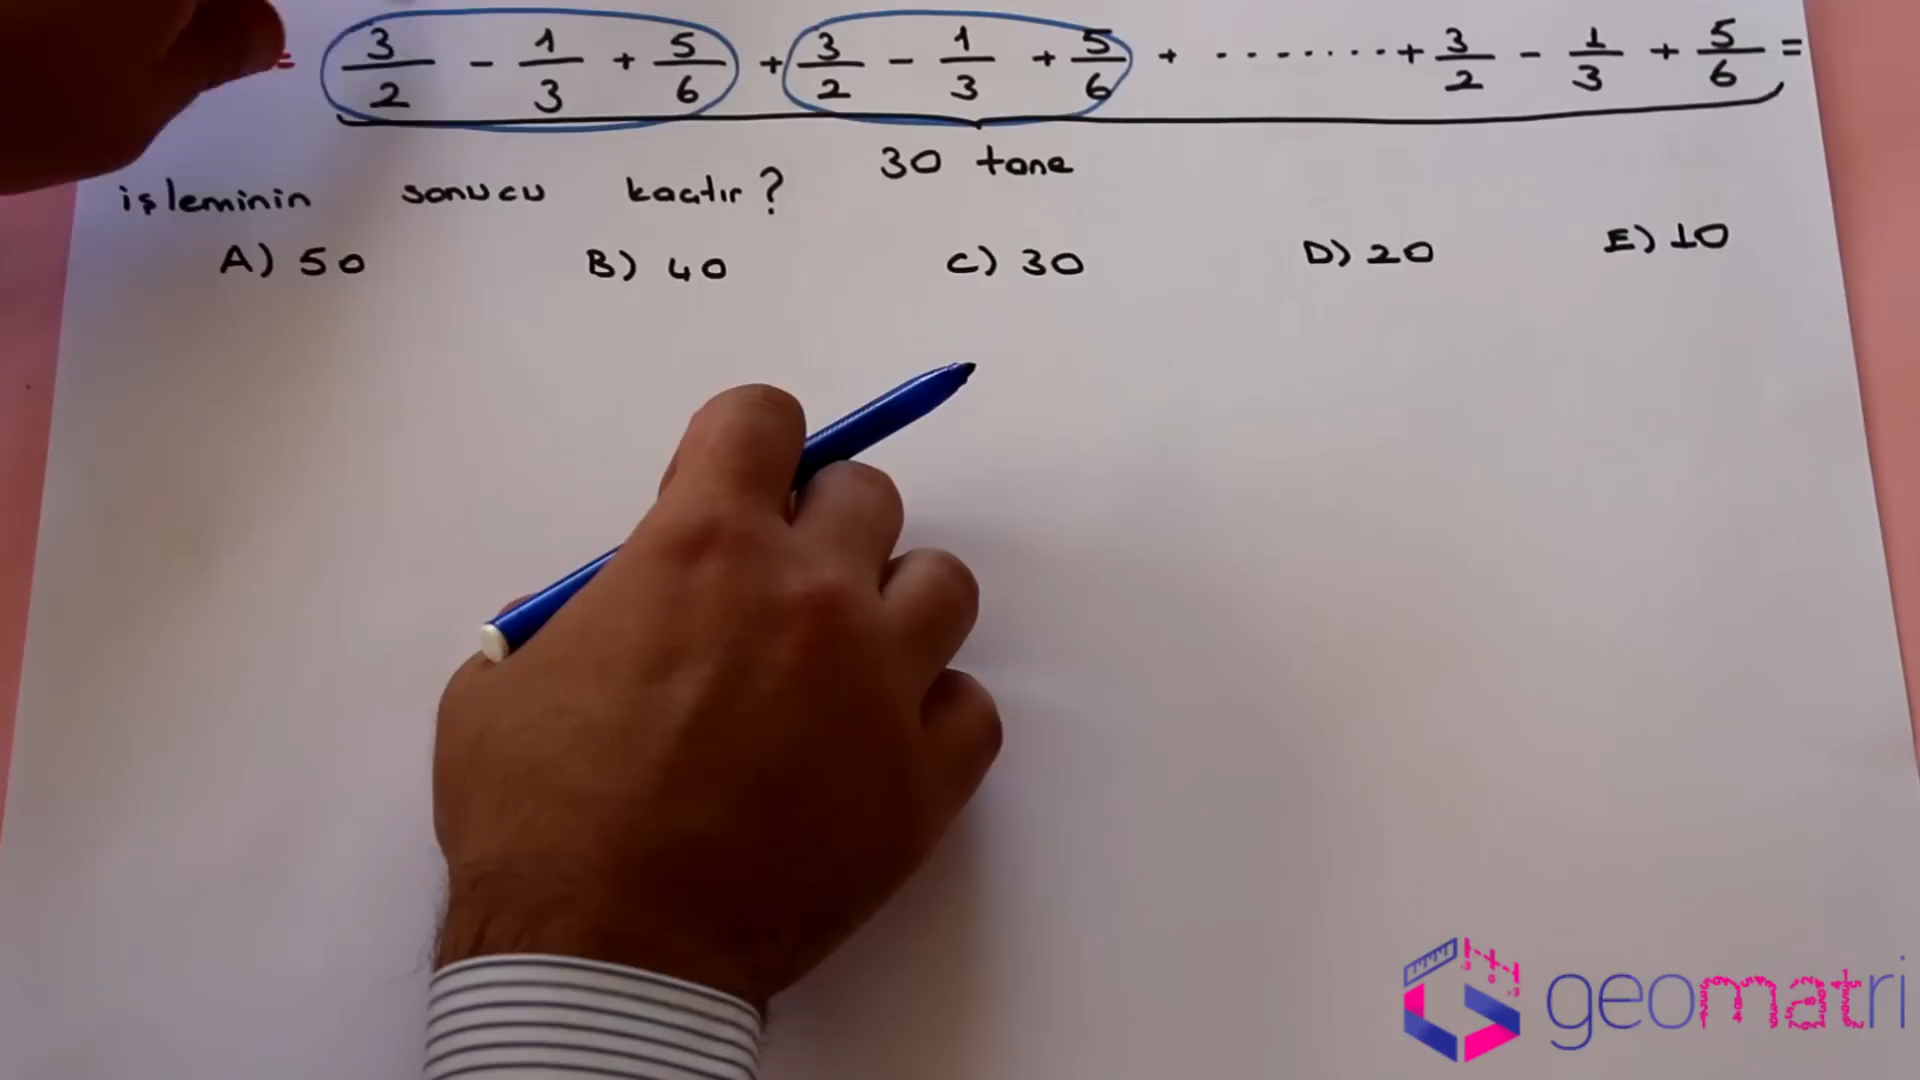 = 3/2 - 1/3 + 5/6 + 3/2 - 1/3 + 5/6 + ........ + 3/2 - 1/3 + 5/6 =
30 tane
işleminin sonucu kaçtır?
A) 50 B) 40 C) 30 D) 20 E) 10
geomatri